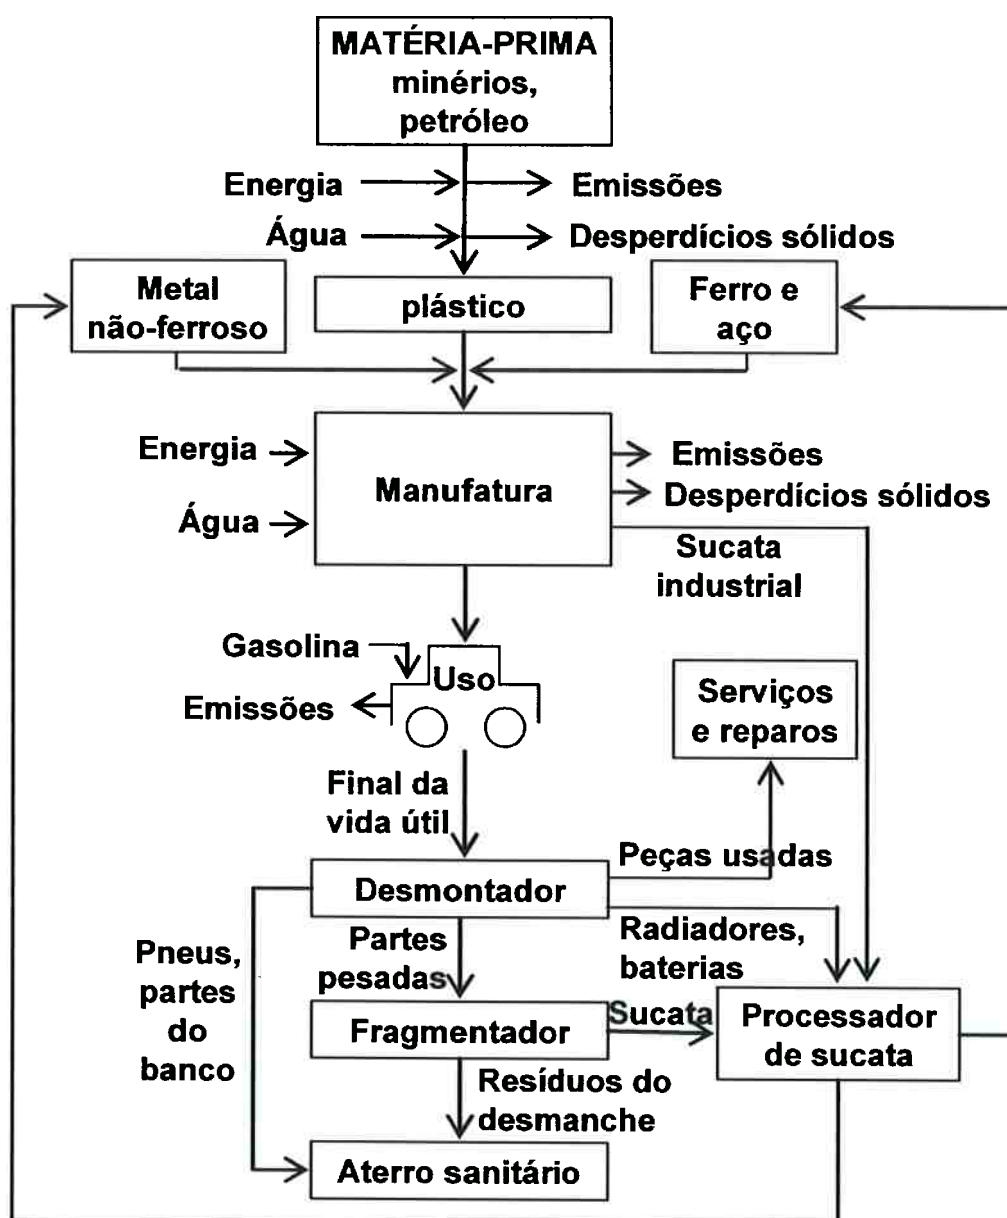 MATÉRIA-PRIMA
minérios,
petróleo
Energia
Emissões
Água
Desperdícios sólidos
Metal
não-ferroso
plástico
Ferro e
aço
Energia
Água
Manufatura
Emissões
Desperdícios sólidos
Sucata
industrial
Gasolina
Emissões
Uso
Serviços
e reparos
Final da
vida útil
Peças usadas
Desmontador
Radiadores,
baterias
Pneus,
partes
do
banco
Partes
pesadas
Fragmentador
Sucata
Processador
de sucata
Resíduos do
desmanche
Aterro sanitário